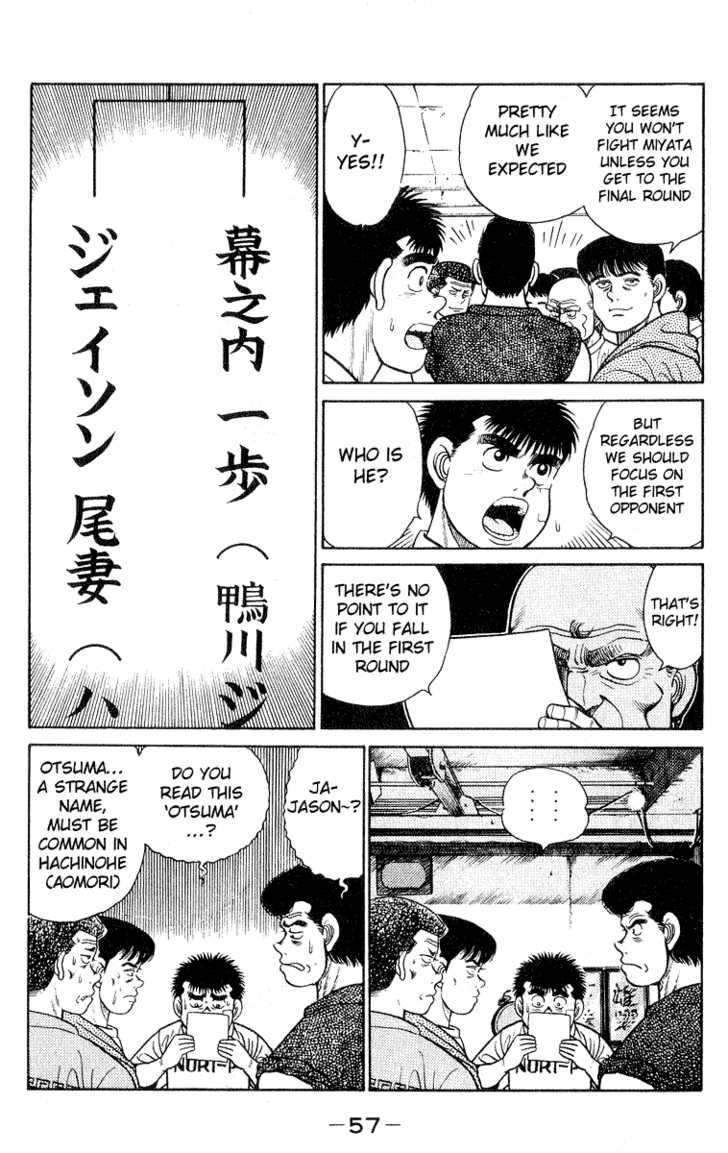 IT SEEMS
YOU WON'T
FIGHT MIYATA
UNLESS YOU
GET TO THE
FINAL ROUND
PRETTY
MUCH LIKE
WE
EXPECTED
Y-
YES!!
BUT
REGARDLESS
WE SHOULD
FOCUS ON
THE FIRST
OPPONENT
WHO IS
HE?
THAT'S
RIGHT!
THERE'S NO
POINT TO IT
IF YOU FALL
IN THE FIRST
ROUND
幕之内 一歩 (鴨川ジ
ジェイソン 尾妻 (ハ
. . .
. . .
JA-
JASON~?
DO YOU
READ THIS
'OTSUMA'
...?
OTSUMA...
A STRANGE
NAME,
MUST BE
COMMON IN
HACHINOHE
(AOMORI)
NORI-P
NORI-P
-57-